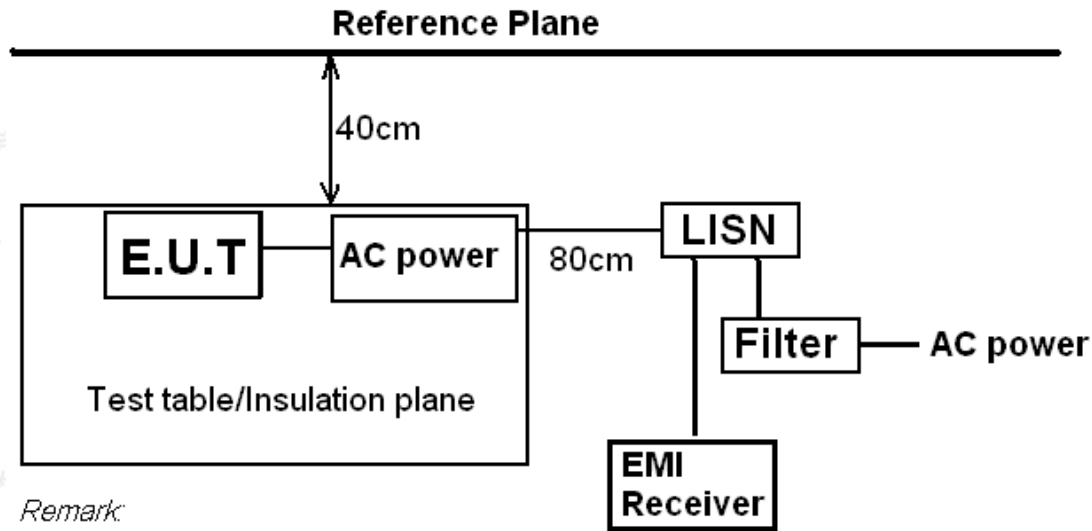 Reference Plane
40cm
E.U.T
AC power
80cm
LISN
Filter
AC power
Test table/Insulation plane
EMI
Receiver
Remark: